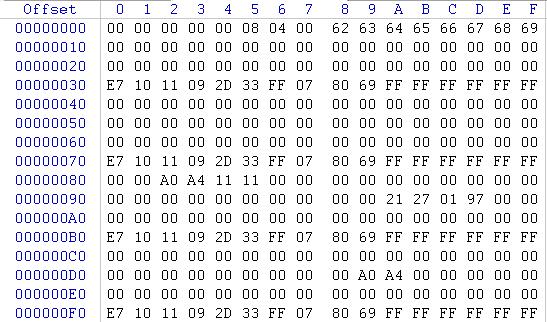 Offset 0 1 2 3 4 5 6 7 8 9 A B C D E F
00000000 00 00 00 00 00 08 04 00 62 63 64 65 66 67 68 69
00000010 00 00 00 00 00 00 00 00 00 00 00 00 00 00 00 00
00000020 00 00 00 00 00 00 00 00 00 00 00 00 00 00 00 00
00000030 E7 10 11 09 2D 33 FF 07 80 69 FF FF FF FF FF FF
00000040 00 00 00 00 00 00 00 00 00 00 00 00 00 00 00 00
00000050 00 00 00 00 00 00 00 00 00 00 00 00 00 00 00 00
00000060 00 00 00 00 00 00 00 00 00 00 00 00 00 00 00 00
00000070 E7 10 11 09 2D 33 FF 07 80 69 FF FF FF FF FF FF
00000080 00 00 A0 A4 11 11 00 00 00 00 00 00 00 00 00 00
00000090 00 00 00 00 00 00 00 00 00 00 21 27 01 97 00 00
000000A0 00 00 00 00 00 00 00 00 00 00 00 00 00 00 00 00
000000B0 E7 10 11 09 2D 33 FF 07 80 69 FF FF FF FF FF FF
000000C0 00 00 00 00 00 00 00 00 00 00 00 00 00 00 00 00
000000D0 00 00 00 00 00 00 00 00 00 A0 A4 00 00 00 00 00
000000E0 00 00 00 00 00 00 00 00 00 00 00 00 00 00 00 00
000000F0 E7 10 11 09 2D 33 FF 07 80 69 FF FF FF FF FF FF